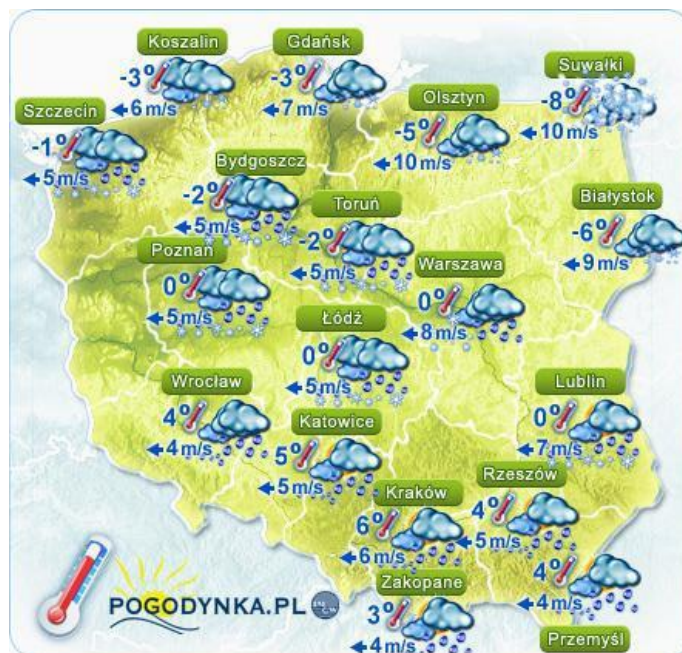 Koszalin
-3°
6 m/s
Gdańsk
-3°
7 m/s
Suwałki
-8°
10 m/s
Szczecin
-1°
5 m/s
Olsztyn
-5°
10 m/s
Bydgoszcz
-2°
5 m/s
Toruń
-2°
5 m/s
Białystok
-6°
9 m/s
Poznań
0°
5 m/s
Warszawa
0°
8 m/s
Łódź
0°
5 m/s
Wrocław
4°
4 m/s
Katowice
5°
5 m/s
Lublin
0°
7 m/s
Kraków
6°
6 m/s
Rzeszów
4°
5 m/s
Zakopane
3°
4 m/s
4°
4 m/s
Przemyśl
POGODYNKA.PL